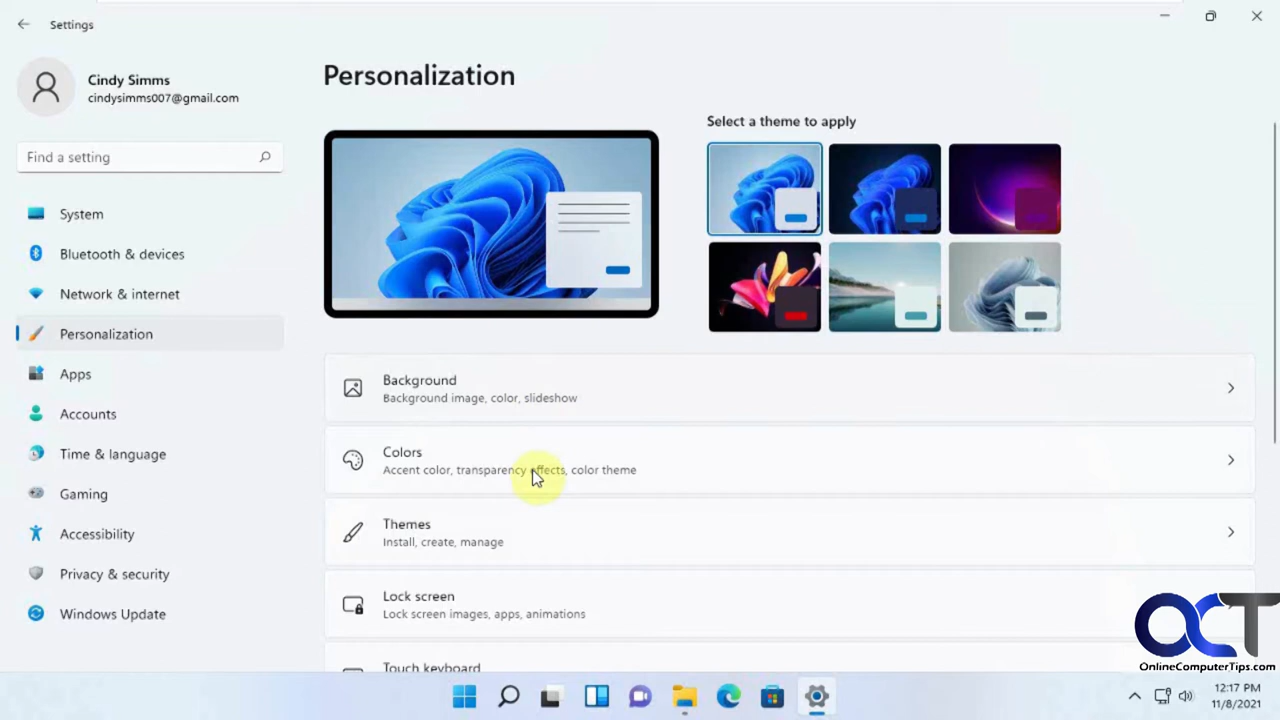 Settings
Cindy Simms
cindysimms007@gmail.com
Find a setting
System
Bluetooth & devices
Network & internet
Personalization
Apps
Accounts
Time & language
Gaming
Accessibility
Privacy & security
Windows Update
Personalization
Select a theme to apply
Background
Background image, color, slideshow
Colors
Accent color, transparency effects, color theme
Themes
Install, create, manage
Lock screen
Lock screen images, apps, animations
Touch keyboard
OCT
OnlineComputerTips.com
12:17 PM
11/8/2021